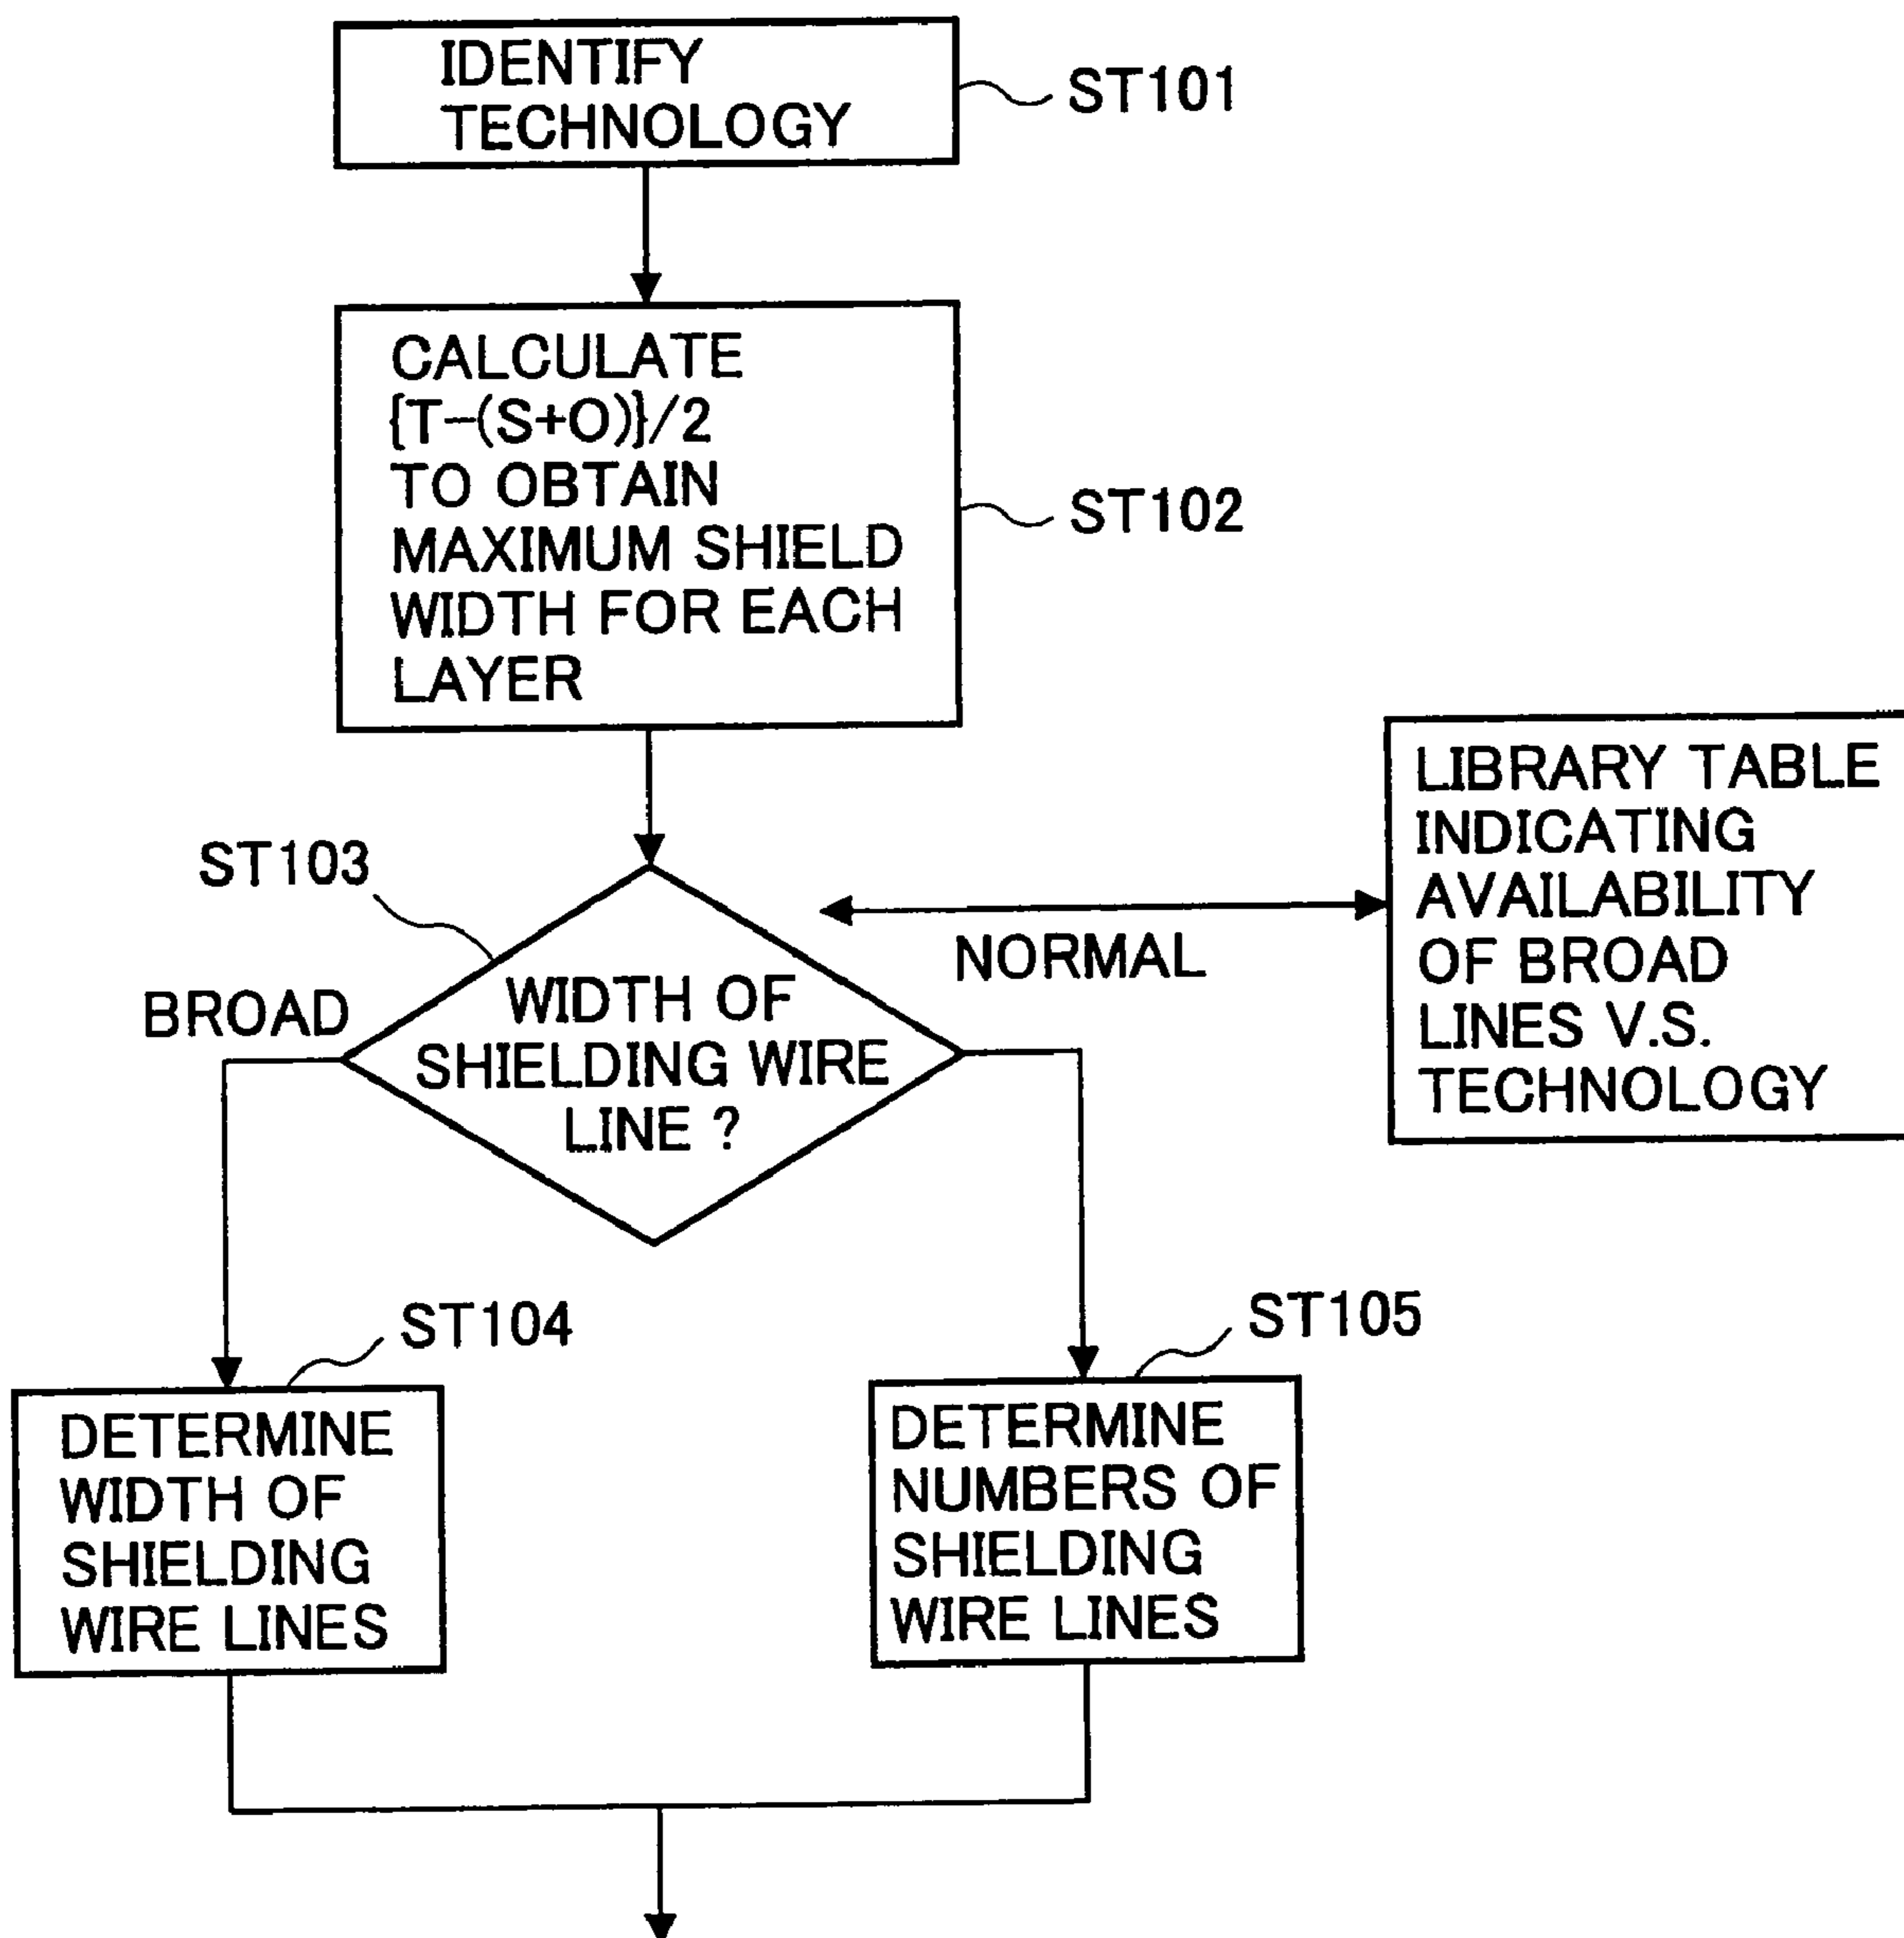 IDENTIFY
TECHNOLOGY
ST101
CALCULATE
{T-(S+O)}/2
TO OBTAIN
MAXIMUM SHIELD
WIDTH FOR EACH
LAYER
ST102
LIBRARY TABLE
INDICATING
AVAILABILITY
OF BROAD
LINES V.S.
TECHNOLOGY
ST103
NORMAL
BROAD
WIDTH OF
SHIELDING WIRE
LINE ?
ST104
DETERMINE
WIDTH OF
SHIELDING
WIRE LINES
ST105
DETERMINE
NUMBERS OF
SHIELDING
WIRE LINES